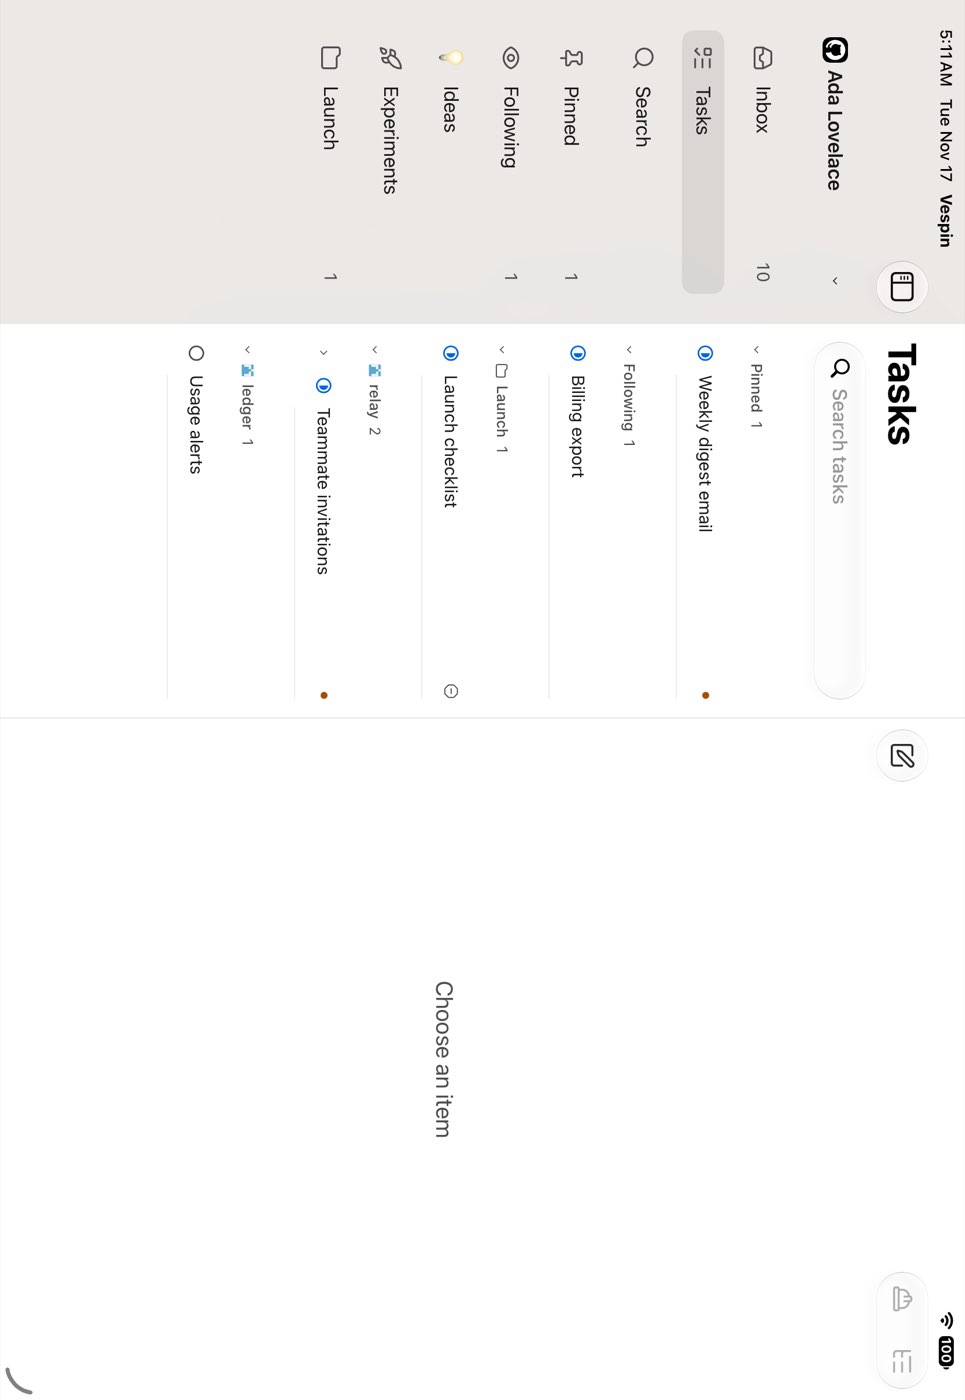 5:11 AM Tue Nov 17 Vespin
100
Ada Lovelace
Inbox 10
Tasks
Search
Pinned 1
Following 1
Ideas
Experiments
Launch 1
Tasks
Search tasks
Pinned 1
Weekly digest email
Following 1
Billing export
Launch 1
Launch checklist
relay 2
Teammate invitations
ledger 1
Usage alerts
Choose an item